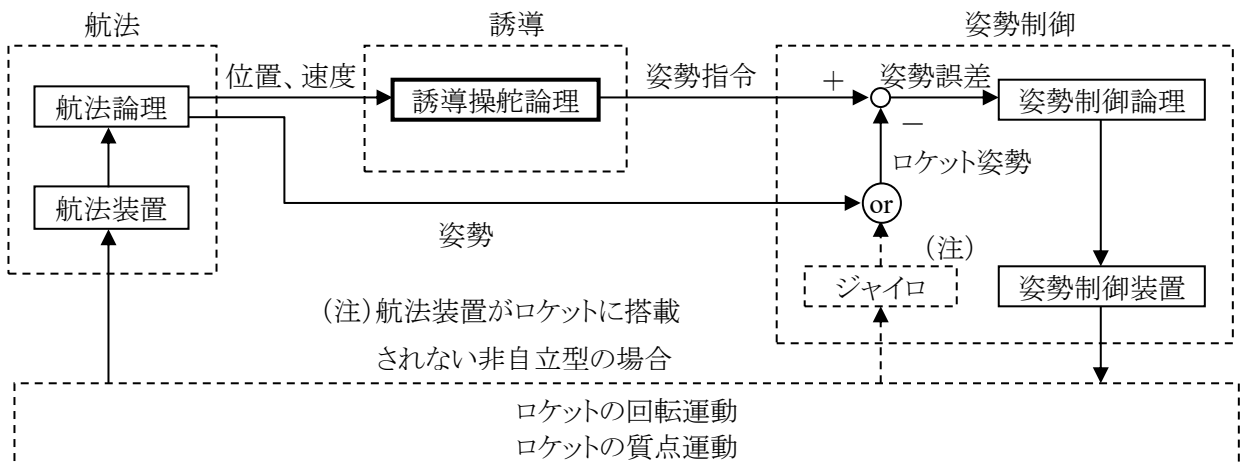 航法
誘導
姿勢制御
位置、速度
姿勢指令
＋
姿勢誤差
航法論理
誘導操舵論理
姿勢制御論理
－
ロケット姿勢
航法装置
or
姿勢
(注)
ジャイロ
姿勢制御装置
(注)航法装置がロケットに搭載
されない非自立型の場合
ロケットの回転運動
ロケットの質点運動